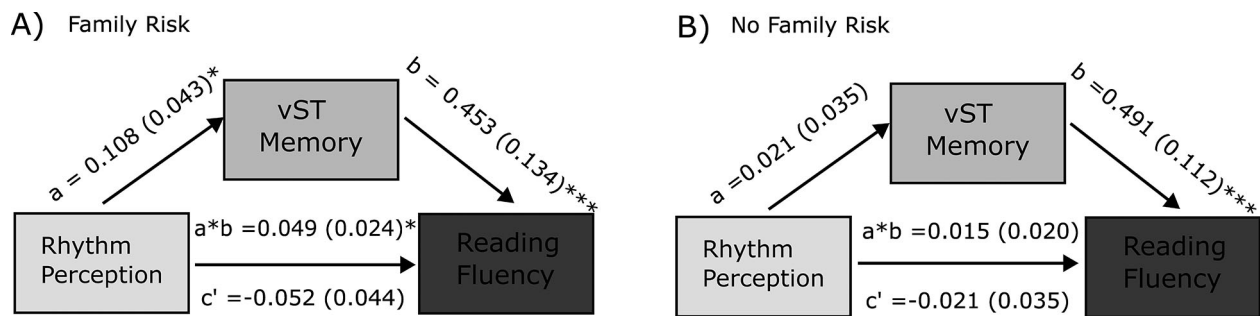 A) Family Risk
a = 0.108 (0.043)*
vST
Memory
b = 0.453 (0.134)***
Rhythm
Perception
a*b =0.049 (0.024)*
c' =-0.052 (0.044)
Reading
Fluency
B) No Family Risk
a =0.021 (0.035)
vST
Memory
b =0.491 (0.112)***
Rhythm
Perception
a*b = 0.015 (0.020)
c' =-0.021 (0.035)
Reading
Fluency